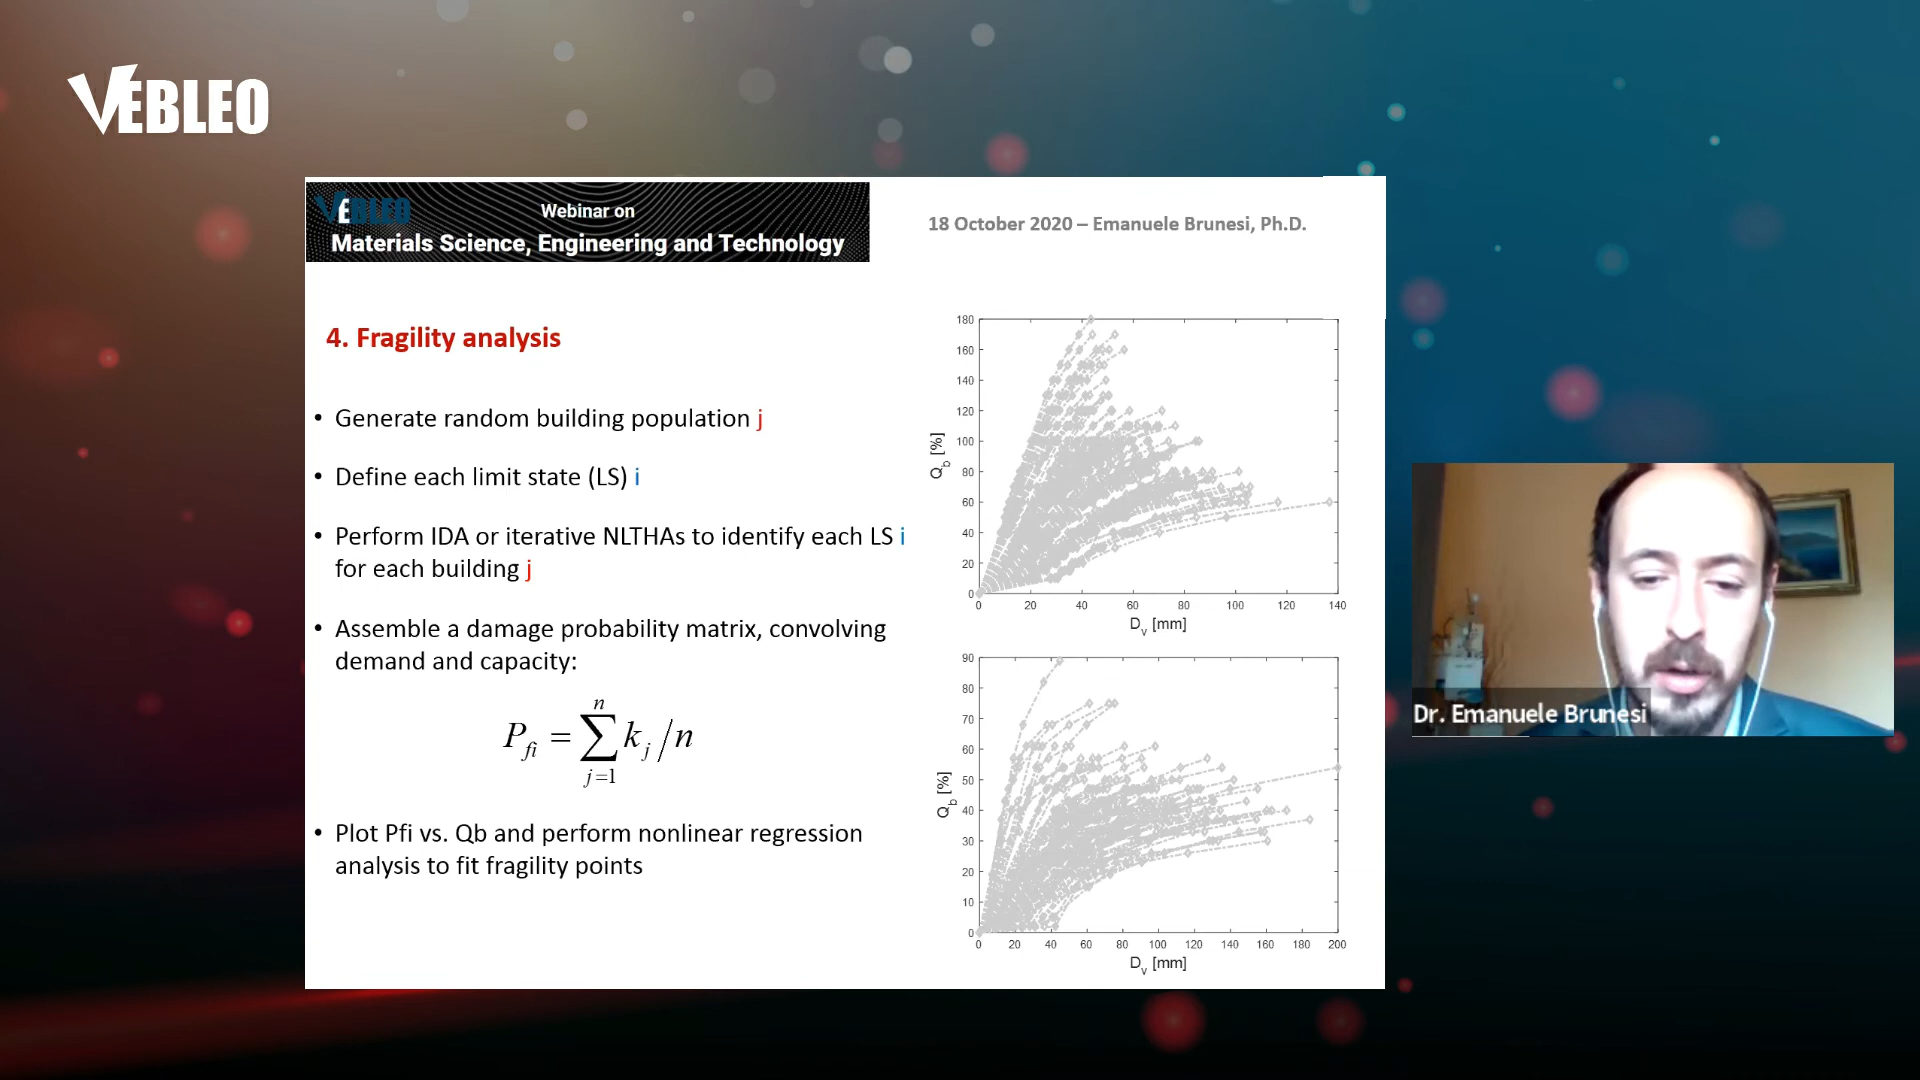 VEBLEO
VEBLEO
Webinar on
Materials Science, Engineering and Technology
18 October 2020 – Emanuele Brunesi, Ph.D.
4. Fragility analysis
• Generate random building population j
• Define each limit state (LS) i
• Perform IDA or iterative NLTHAs to identify each LS i
for each building j
• Assemble a damage probability matrix, convolving
demand and capacity:
P_fi = ∑_{j=1}^{n} k_j / n
• Plot Pfi vs. Qb and perform nonlinear regression
analysis to fit fragility points
180
160
140
120
100
80
60
40
20
0
Q_b [%]
0 20 40 60 80 100 120 140
D_v [mm]
90
80
70
60
50
40
30
20
10
0
Q_b [%]
0 20 40 60 80 100 120 140 160 180 200
D_v [mm]
Dr. Emanuele Brunesi